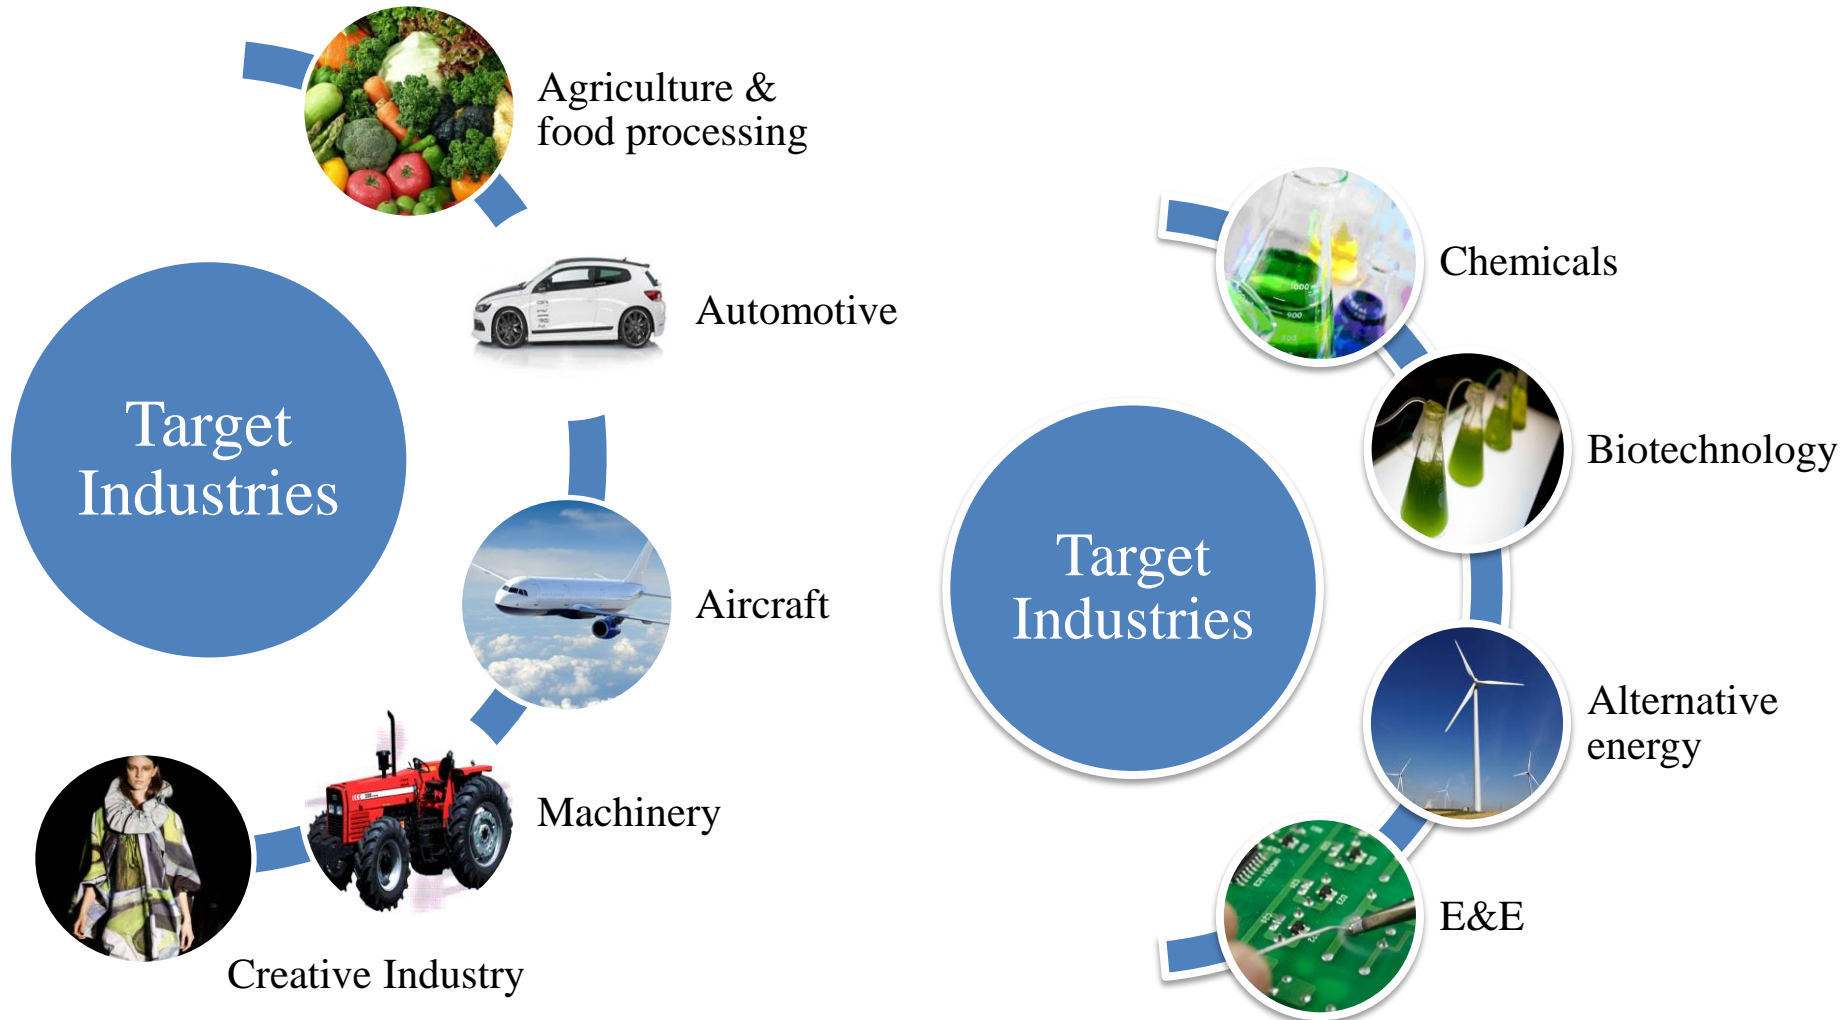 Agriculture &
food processing
Automotive
Target
Industries
Aircraft
Machinery
Creative Industry
Chemicals
Biotechnology
Target
Industries
Alternative
energy
E&E